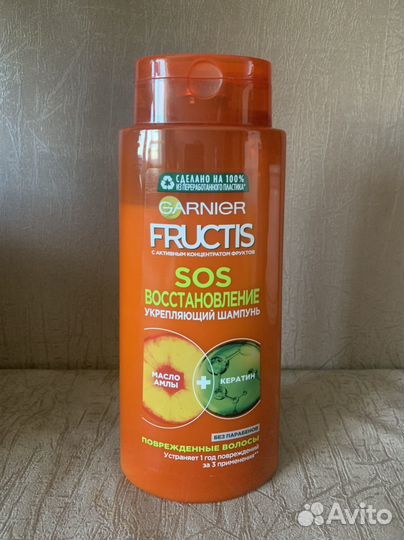 СДЕЛАНО НА 100%
ИЗ ПЕРЕРАБОТАННОГО ПЛАСТИКА*
GARNIER
FRUCTIS
С АКТИВНЫМ КОНЦЕНТРАТОМ ФРУКТОВ
SOS
ВОССТАНОВЛЕНИЕ
УКРЕПЛЯЮЩИЙ ШАМПУНЬ
МАСЛО
АМЛЫ
+
КЕРАТИН
БЕЗ ПАРАБЕНОВ
ПОВРЕЖДЕННЫЕ ВОЛОСЫ
Устраняет 1 год повреждений
за 3 применения**
Avito